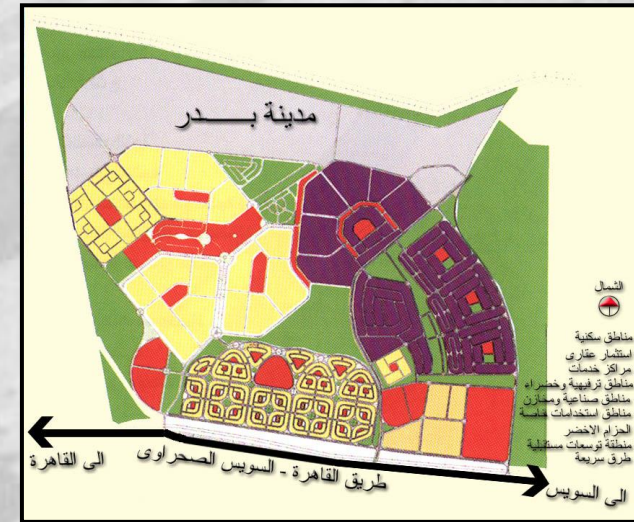 مدينة بـــــدر
الشمال
مناطق سكنية
استثمار عقارى
مراكز خدمات
مناطق ترفيهية وخضراء
مناطق صناعية ومخازن
مناطق استخدامات خاصة
الحزام الاخضر
منطقة توسعات مستقبلية
طرق سريعة
الى القاهرة
طريق القاهرة - السويس الصحراوى
الى السويس